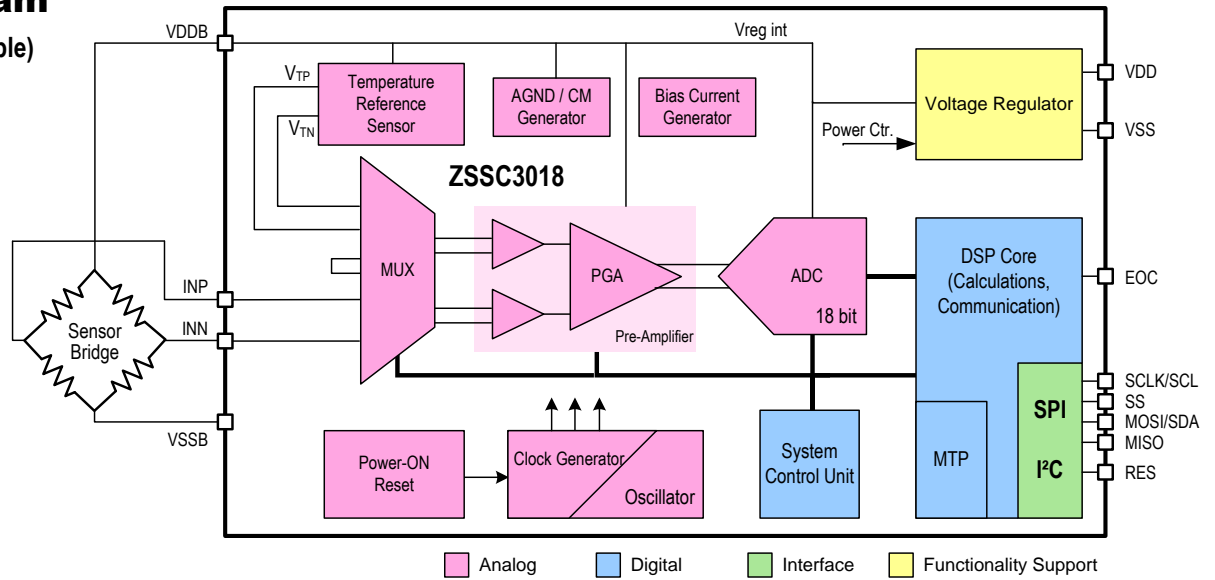 VDDB
Vreg int
VTP
VTN
Temperature
Reference
Sensor
AGND / CM
Generator
Bias Current
Generator
Voltage Regulator
Power Ctr.
VDD
VSS
ZSSC3018
MUX
PGA
Pre-Amplifier
ADC
18 bit
DSP Core
(Calculations,
Communication)
EOC
INP
INN
Sensor
Bridge
VSSB
Power-ON
Reset
Clock Generator
Oscillator
System
Control Unit
MTP
SPI
I²C
SCLK/SCL
SS
MOSI/SDA
MISO
RES
Analog
Digital
Interface
Functionality Support